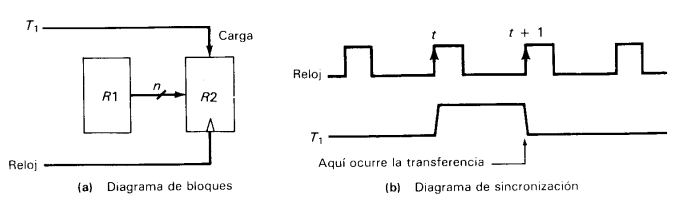 T1
Carga
R1
n
R2
Reloj
(a) Diagrama de bloques
t
t + 1
Reloj
T1
Aquí ocurre la transferencia
(b) Diagrama de sincronización